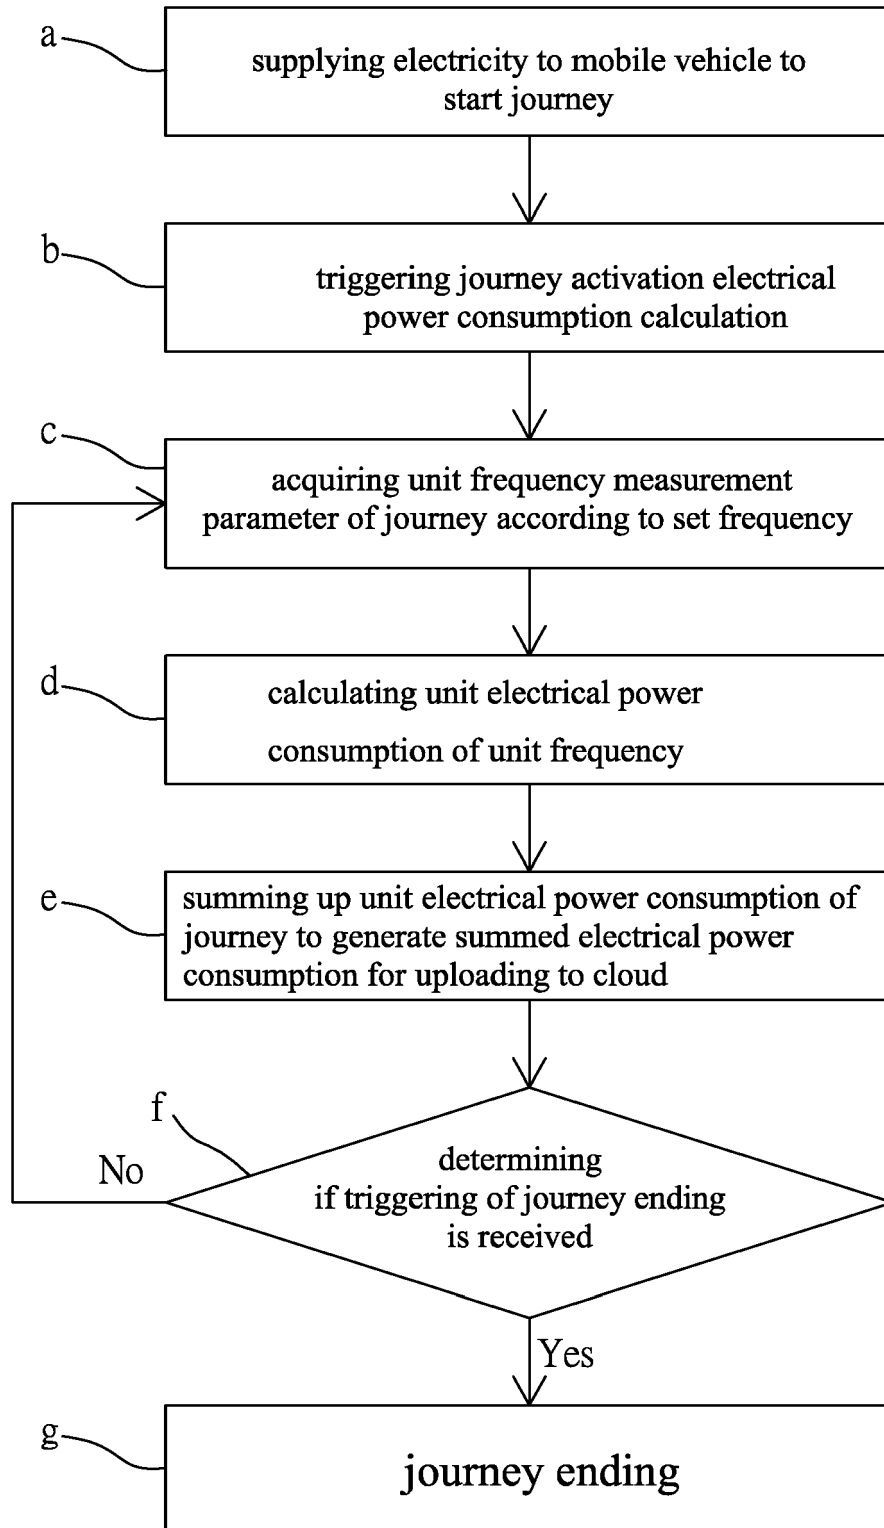 a
supplying electricity to mobile vehicle to
start journey
b
triggering journey activation electrical
power consumption calculation
c
acquiring unit frequency measurement
parameter of journey according to set frequency
d
calculating unit electrical power
consumption of unit frequency
e
summing up unit electrical power consumption of
journey to generate summed electrical power
consumption for uploading to cloud
f
No
determining
if triggering of journey ending
is received
Yes
g
journey ending